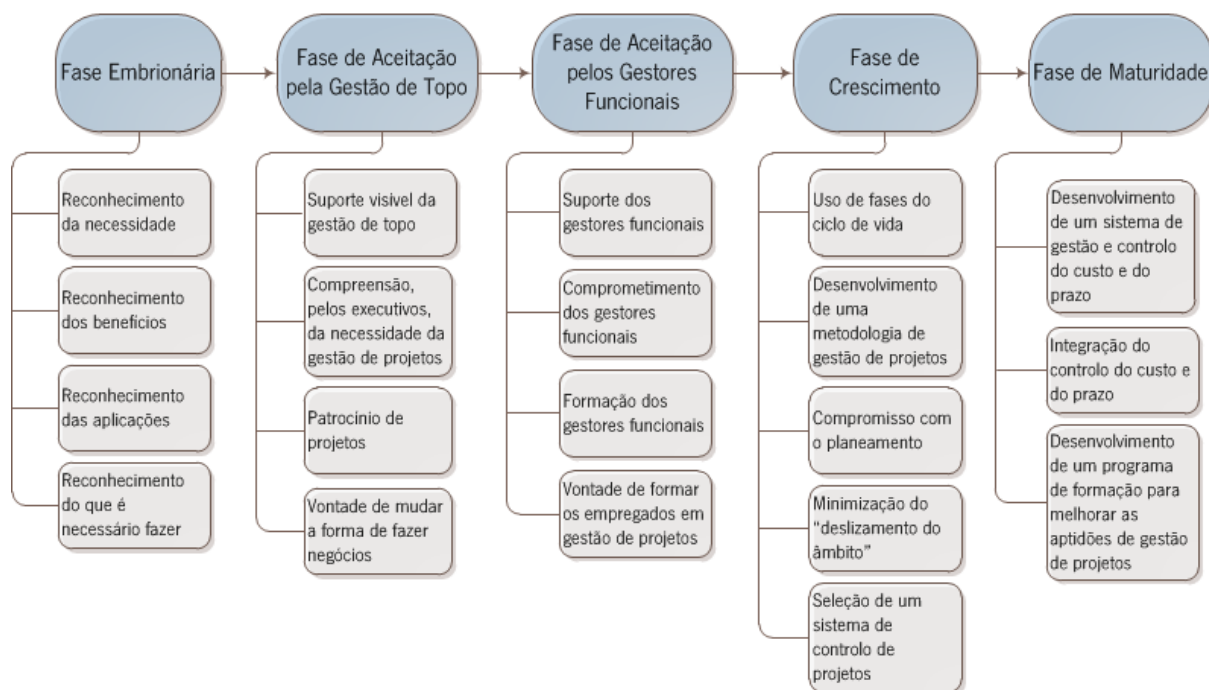 Fase Embrionária
Fase de Aceitação
pela Gestão de Topo
Fase de Aceitação
pelos Gestores
Funcionais
Fase de
Crescimento
Fase de Maturidade
Reconhecimento
da necessidade
Reconhecimento
dos benefícios
Reconhecimento
das aplicações
Reconhecimento
do que é
necessário fazer
Suporte visivel da
gestão de topo
Compreensão,
pelos executivos,
da necessidade da
gestão de projetos
Patrocínio de
projetos
Vontade de mudar
a forma de fazer
negócios
Suporte dos
gestores funcionais
Comprometimento
dos gestores
funcionais
Formação dos
gestores funcionais
Vontade de formar
os empregados em
gestão de projetos
Uso de fases do
ciclo de vida
Desenvolvimento
de uma
metodologia de
gestão de projetos
Compromisso com
o planeamento
Minimização do
“deslizamento do
âmbito”
Seleção de um
sistema de
controlo de
projetos
Desenvolvimento
de um sistema de
gestão e controlo
do custo e do
prazo
Integração do
controlo do custo e
do prazo
Desenvolvimento
de um programa
de formação para
melhorar as
aptidões de gestão
de projetos